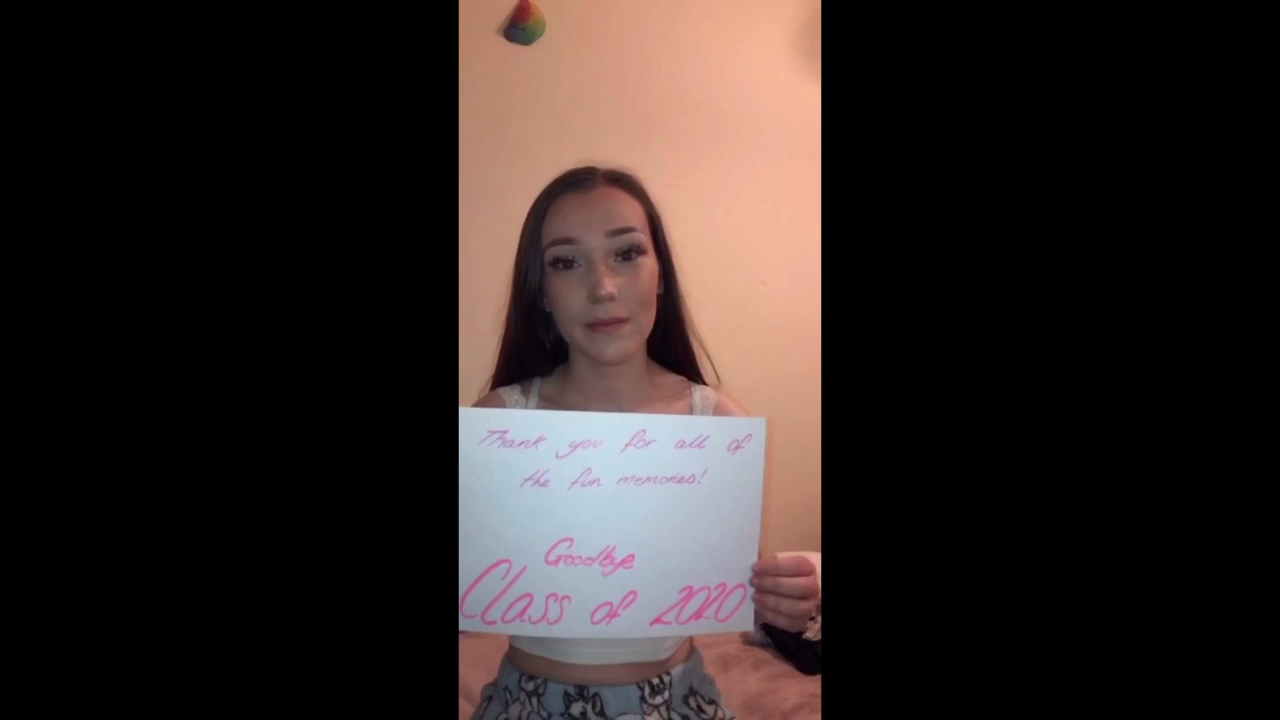 Thank you for all of
the fun memories!
Goodbye
Class of 2020